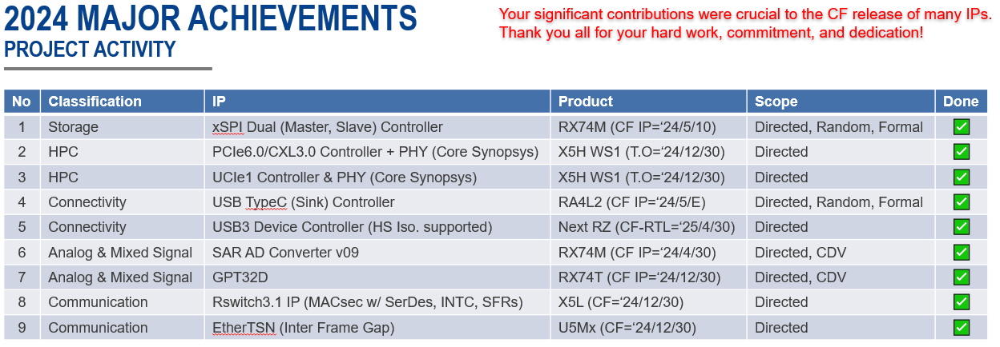 2024 MAJOR ACHIEVEMENTS
PROJECT ACTIVITY
Your significant contributions were crucial to the CF release of many IPs.
Thank you all for your hard work, commitment, and dedication!
No Classification IP Product Scope Done
1 Storage xSPI Dual (Master, Slave) Controller RX74M (CF IP=‘24/5/10) Directed, Random, Formal ✅
2 HPC PCIe6.0/CXL3.0 Controller + PHY (Core Synopsys) X5H WS1 (T.O=‘24/12/30) Directed ✅
3 HPC UCIe1 Controller & PHY (Core Synopsys) X5H WS1 (T.O=‘24/12/30) Directed ✅
4 Connectivity USB TypeC (Sink) Controller RA4L2 (CF IP=‘24/5/E) Directed, Random, Formal ✅
5 Connectivity USB3 Device Controller (HS Iso. supported) Next RZ (CF-RTL=‘25/4/30) Directed ✅
6 Analog & Mixed Signal SAR AD Converter v09 RX74M (CF IP=‘24/4/30) Directed, CDV ✅
7 Analog & Mixed Signal GPT32D RX74T (CF IP=‘24/12/30) Directed, CDV ✅
8 Communication Rswitch3.1 IP (MACsec w/ SerDes, INTC, SFRs) X5L (CF=‘24/12/30) Directed ✅
9 Communication EtherTSN (Inter Frame Gap) U5Mx (CF=‘24/12/30) Directed ✅